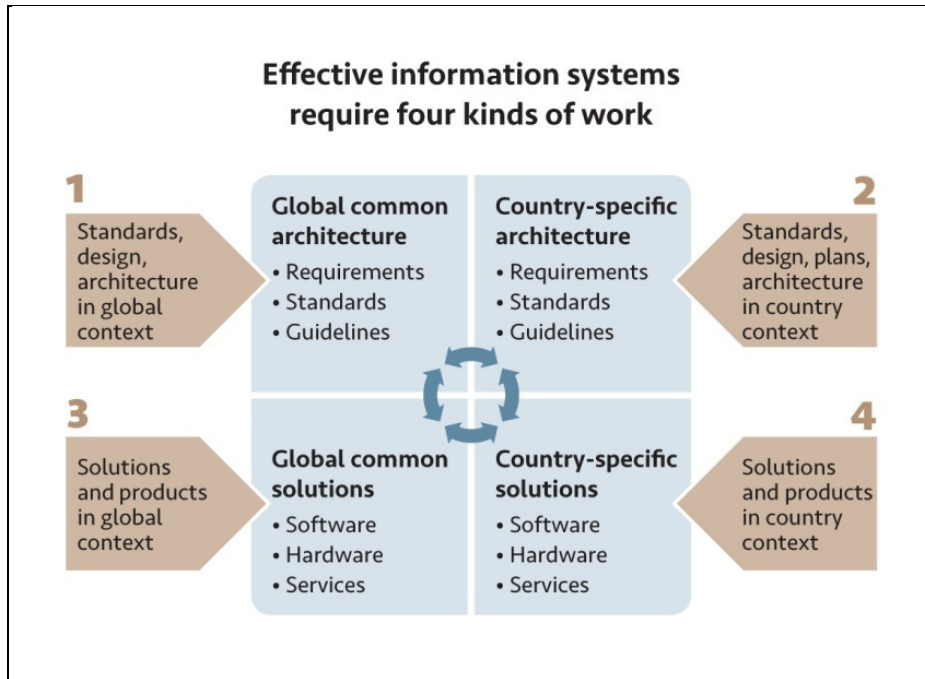 Effective information systems
require four kinds of work
1
Standards,
design,
architecture
in global
context
Global common
architecture
• Requirements
• Standards
• Guidelines
Country-specific
architecture
• Requirements
• Standards
• Guidelines
2
Standards,
design, plans,
architecture
in country
context
3
Solutions
and products
in global
context
Global common
solutions
• Software
• Hardware
• Services
Country-specific
solutions
• Software
• Hardware
• Services
4
Solutions
and products
in country
context